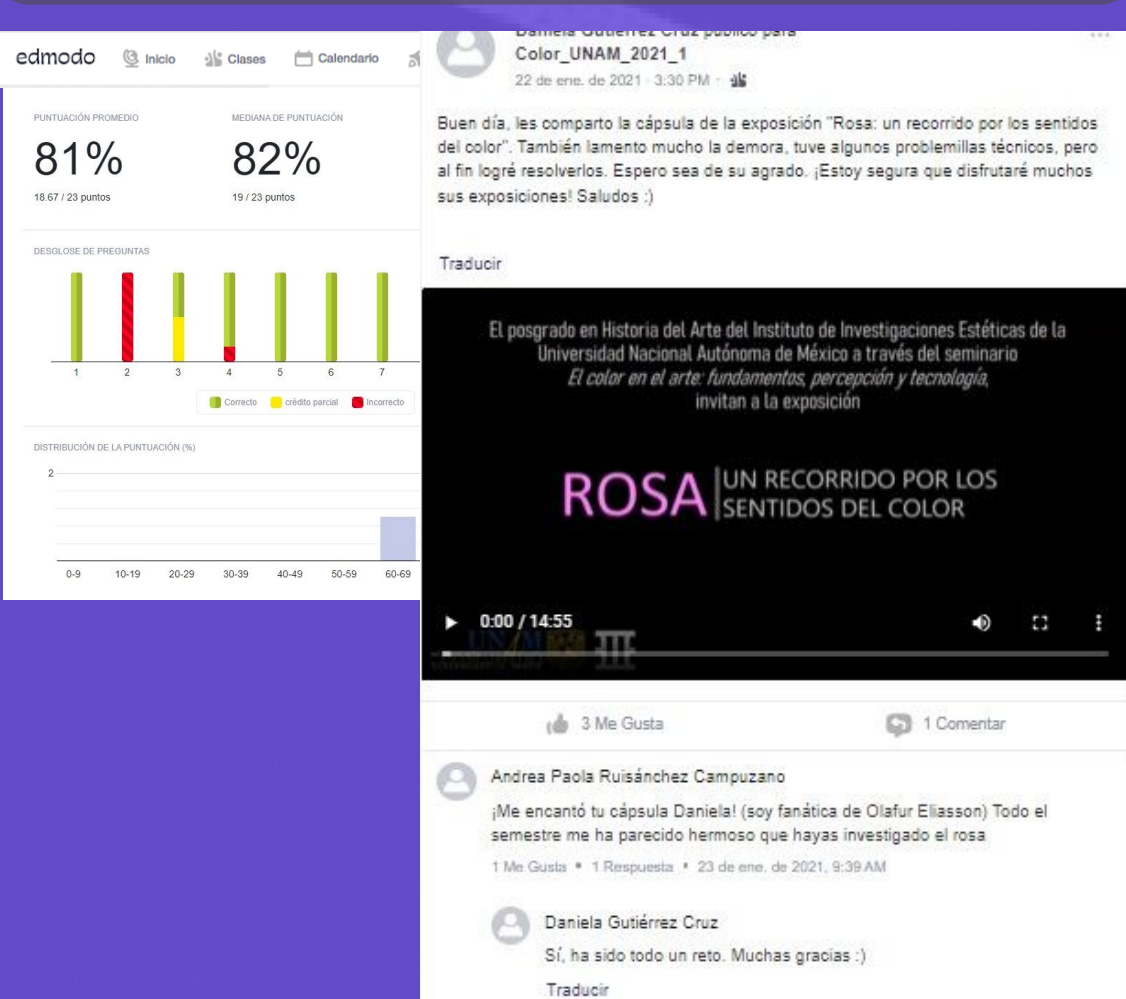 edmodo
Inicio
Clases
Calendario
PUNTUACIÓN PROMEDIO
MEDIANA DE PUNTUACIÓN
81%
82%
18.67 / 23 puntos
19 / 23 puntos
DESGLOSE DE PREGUNTAS
1 2 3 4 5 6 7
Correcto crédito parcial Incorrecto
DISTRIBUCIÓN DE LA PUNTUACIÓN (%)
2
0-9 10-19 20-29 30-39 40-49 50-59 60-69
Daniela Gutiérrez Cruz publicó para
Color_UNAM_2021_1
22 de ene. de 2021 · 3:30 PM ·
Buen día, les comparto la cápsula de la exposición "Rosa: un recorrido por los sentidos
del color". También lamento mucho la demora, tuve algunos problemillas técnicos, pero
al fin logré resolverlos. Espero sea de su agrado. ¡Estoy segura que disfrutaré muchos
sus exposiciones! Saludos :)
Traducir
El posgrado en Historia del Arte del Instituto de Investigaciones Estéticas de la
Universidad Nacional Autónoma de México a través del seminario
El color en el arte: fundamentos, percepción y tecnología,
invitan a la exposición
ROSA
UN RECORRIDO POR LOS
SENTIDOS DEL COLOR
0:00 / 14:55
UNAM
3 Me Gusta
1 Comentar
Andrea Paola Ruisánchez Campuzano
¡Me encantó tu cápsula Daniela! (soy fanática de Olafur Eliasson) Todo el
semestre me ha parecido hermoso que hayas investigado el rosa
1 Me Gusta • 1 Respuesta • 23 de ene. de 2021, 9:39 AM
Daniela Gutiérrez Cruz
Sí, ha sido todo un reto. Muchas gracias :)
Traducir